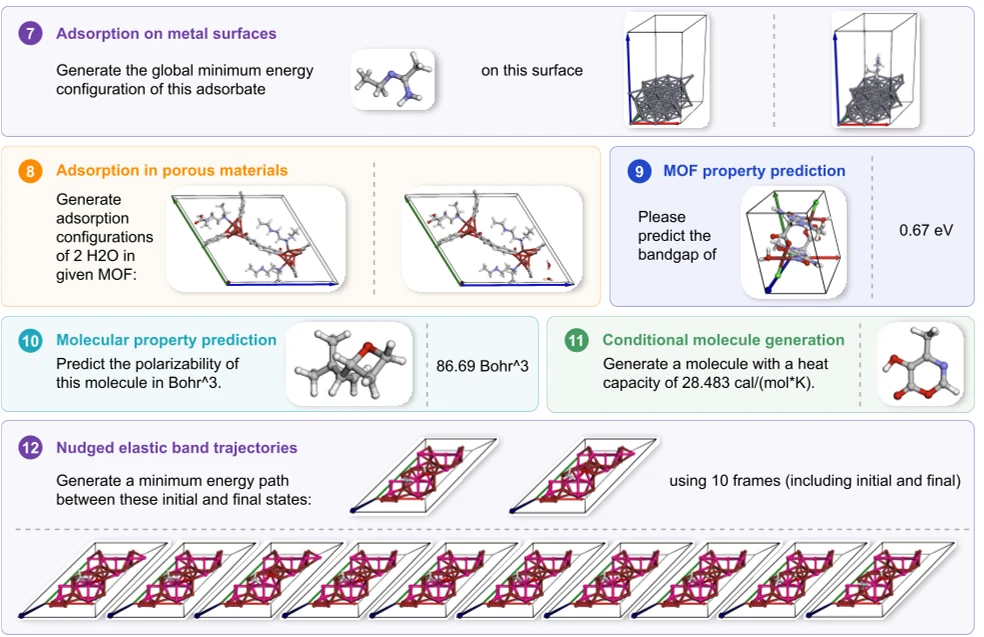 7 Adsorption on metal surfaces
Generate the global minimum energy
configuration of this adsorbate
on this surface
8 Adsorption in porous materials
Generate
adsorption
configurations
of 2 H2O in
given MOF:
9 MOF property prediction
Please
predict the
bandgap of
0.67 eV
10 Molecular property prediction
Predict the polarizability of
this molecule in Bohr^3.
86.69 Bohr^3
11 Conditional molecule generation
Generate a molecule with a heat
capacity of 28.483 cal/(mol*K).
12 Nudged elastic band trajectories
Generate a minimum energy path
between these initial and final states:
using 10 frames (including initial and final)